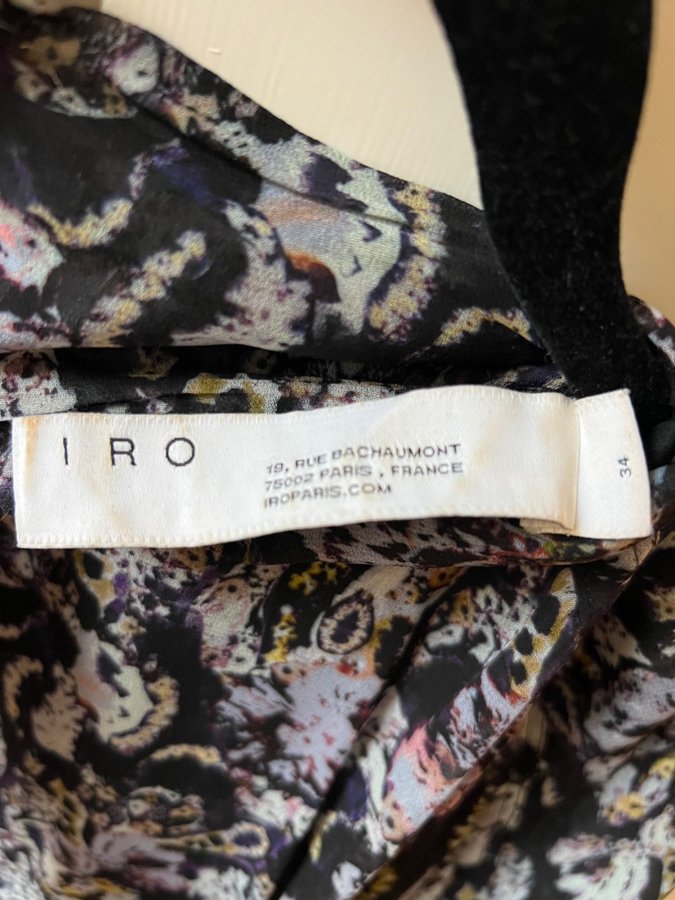 IRO
19, RUE BACHAUMONT
75002 PARIS , FRANCE
IROPARIS.COM
34